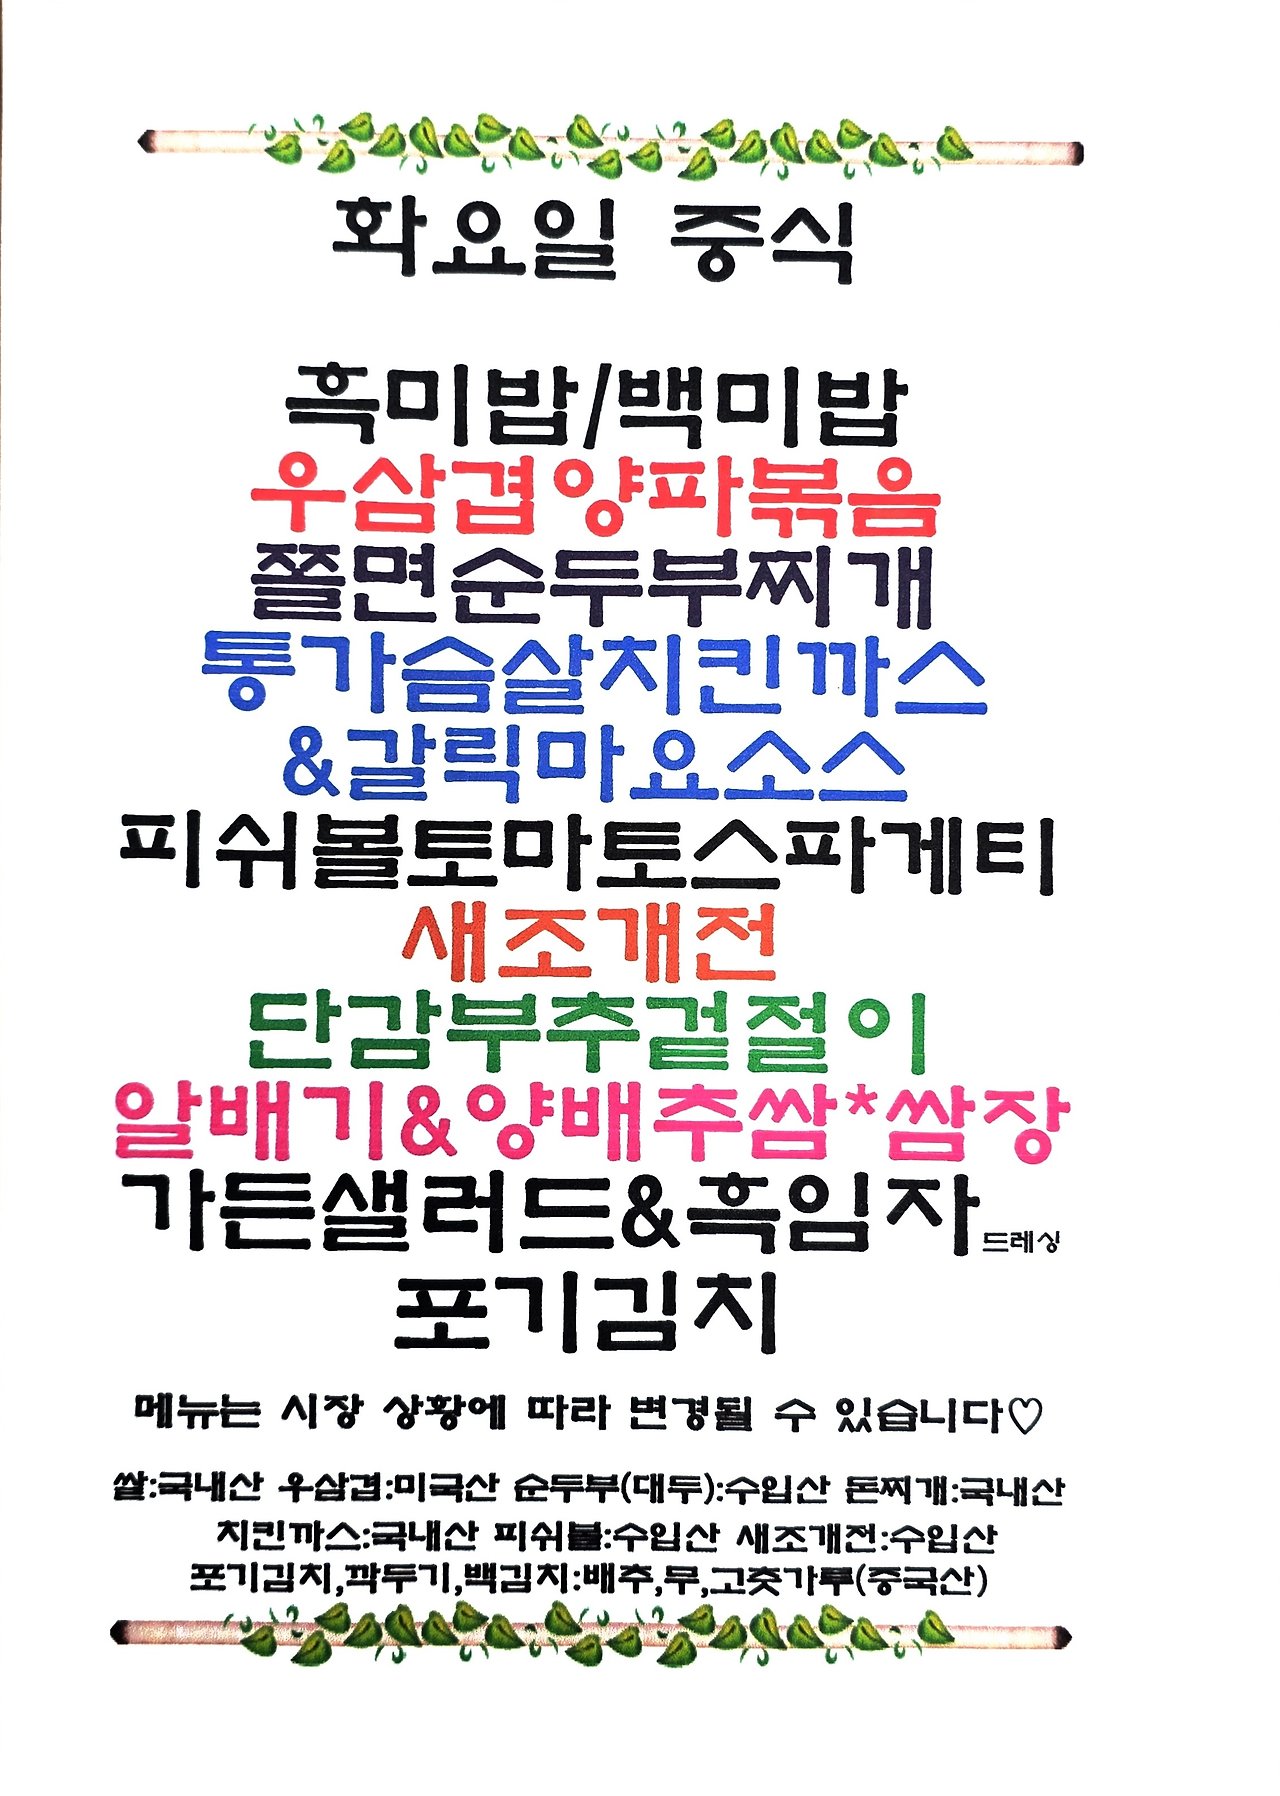 화요일 중식
흑미밥/백미밥
우삼겹양파볶음
쫄면순두부찌개
통가슴살치킨까스
&갈릭마요소스
피쉬볼토마토스파게티
새조개전
단감부추겉절이
알배기&양배추쌈*쌈장
가든샐러드&흑임자드레싱
포기김치
메뉴는 시장 상황에 따라 변경될 수 있습니다♡
쌀:국내산 우삼겹:미국산 순두부(대두):수입산 돈찌개:국내산
치킨까스:국내산 피쉬볼:수입산 새조개전:수입산
포기김치,깍두기,백김치:배추,무,고춧가루(중국산)